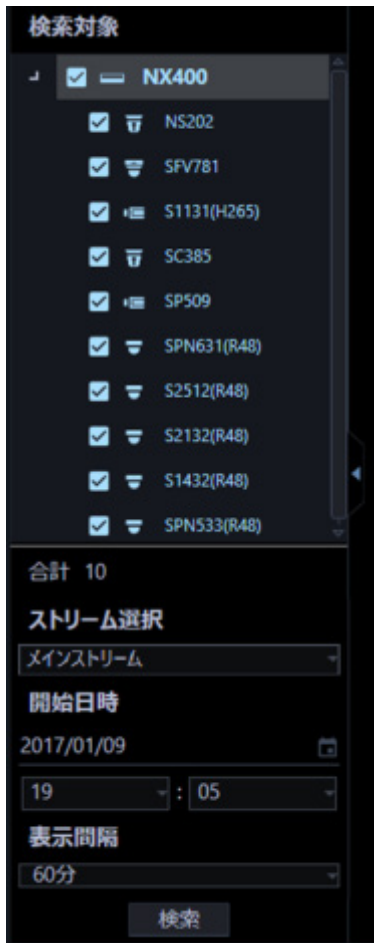 検索対象
NX400
NS202
SFV781
S1131(H265)
SC385
SP509
SPN631(R48)
S2512(R48)
S2132(R48)
S1432(R48)
SPN533(R48)
合計 10
ストリーム選択
メインストリーム
開始日時
2017/01/09
19 : 05
表示間隔
60分
検索